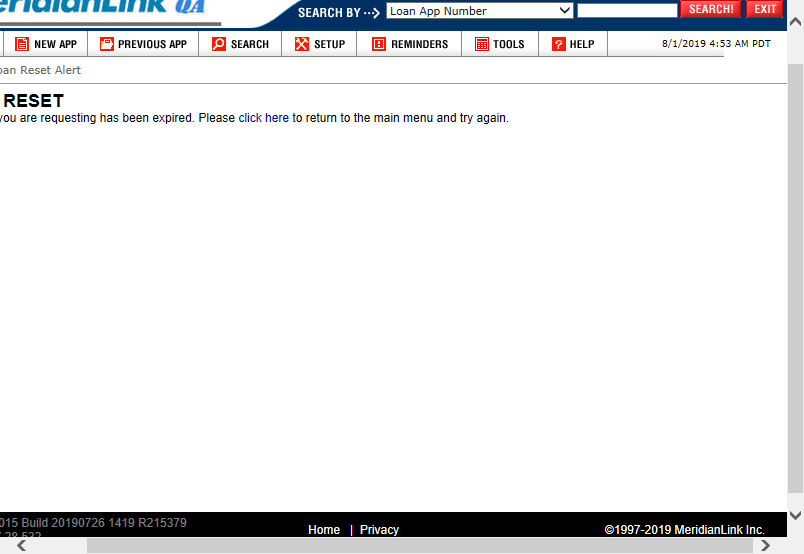 MeridianLink QA
SEARCH BY Loan App Number SEARCH! EXIT
NEW APP PREVIOUS APP SEARCH SETUP REMINDERS TOOLS HELP 8/1/2019 4:53 AM PDT
oan Reset Alert
RESET
you are requesting has been expired. Please click here to return to the main menu and try again.
015 Build 20190726 1419 R215379
Home | Privacy ©1997-2019 MeridianLink Inc.
28.532